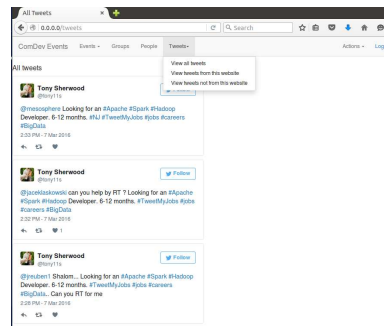 All Tweets
0.0.0.0/tweets
Search
ComDev Events Events Groups People Tweets Actions Log
View all tweets
View tweets from this website
View tweets not from this website
All tweets
Tony Sherwood
@tony11s
Follow
@mesosphere Looking for an #Apache #Spark #Hadoop
Developer. 6-12 months. #NJ #TweetMyJobs #jobs #careers
#BigData
2:33 PM - 7 Mar 2016
Tony Sherwood
@tony11s
Follow
@jaceklaskowski can you help by RT ? Looking for an #Apache
#Spark #Hadoop Developer. 6-12 months. #TweetMyJobs #jobs
#careers #BigData
2:32 PM - 7 Mar 2016
1
Tony Sherwood
@tony11s
Follow
@jreuben1 Shalom... Looking for an #Apache #Spark #Hadoop
Developer. 6-12 months. #TweetMyJobs #jobs #careers
#BigData.. Can you RT for me
2:28 PM - 7 Mar 2016